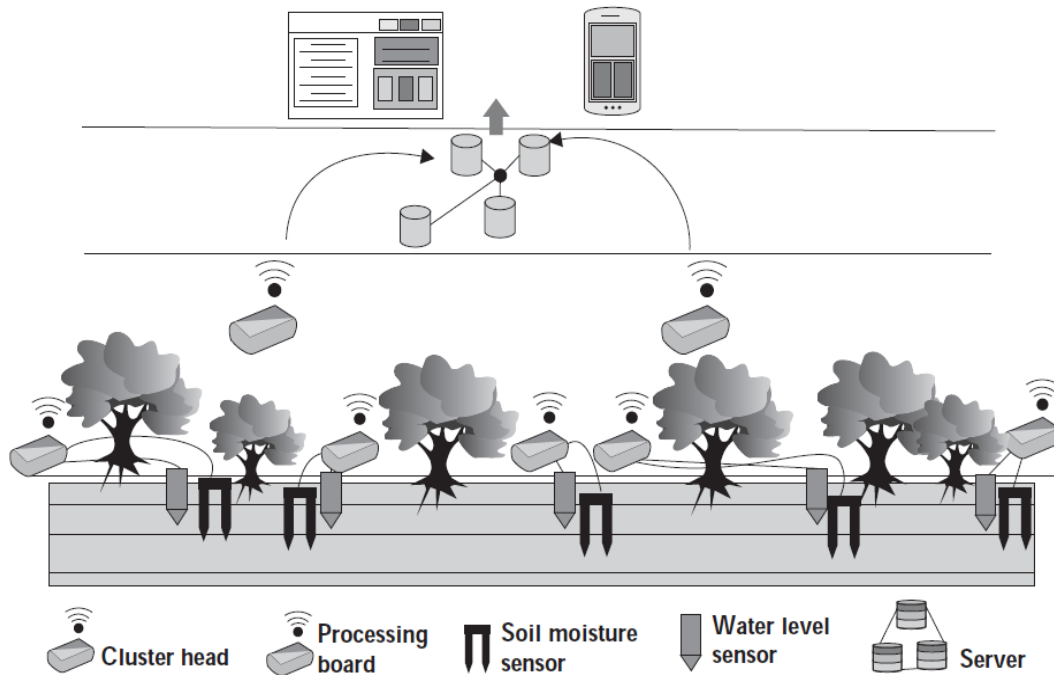 Cluster head
Processing
board
Soil moisture
sensor
Water level
sensor
Server